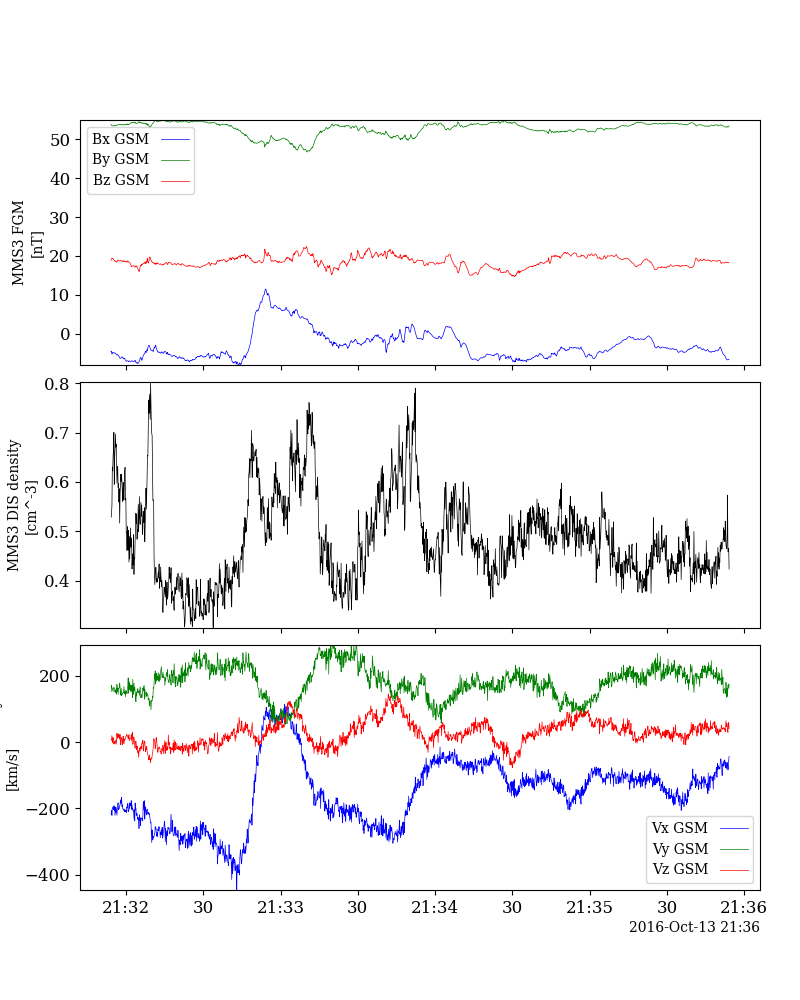 50
40
30
20
10
0
MMS3 FGM
[nT]
Bx GSM
By GSM
Bz GSM
0.8
0.7
0.6
0.5
0.4
MMS3 DIS density
[cm^-3]
200
0
−200
−400
[km/s]
Vx GSM
Vy GSM
Vz GSM
21:32 30 21:33 30 21:34 30 21:35 30 21:36
2016-Oct-13 21:36